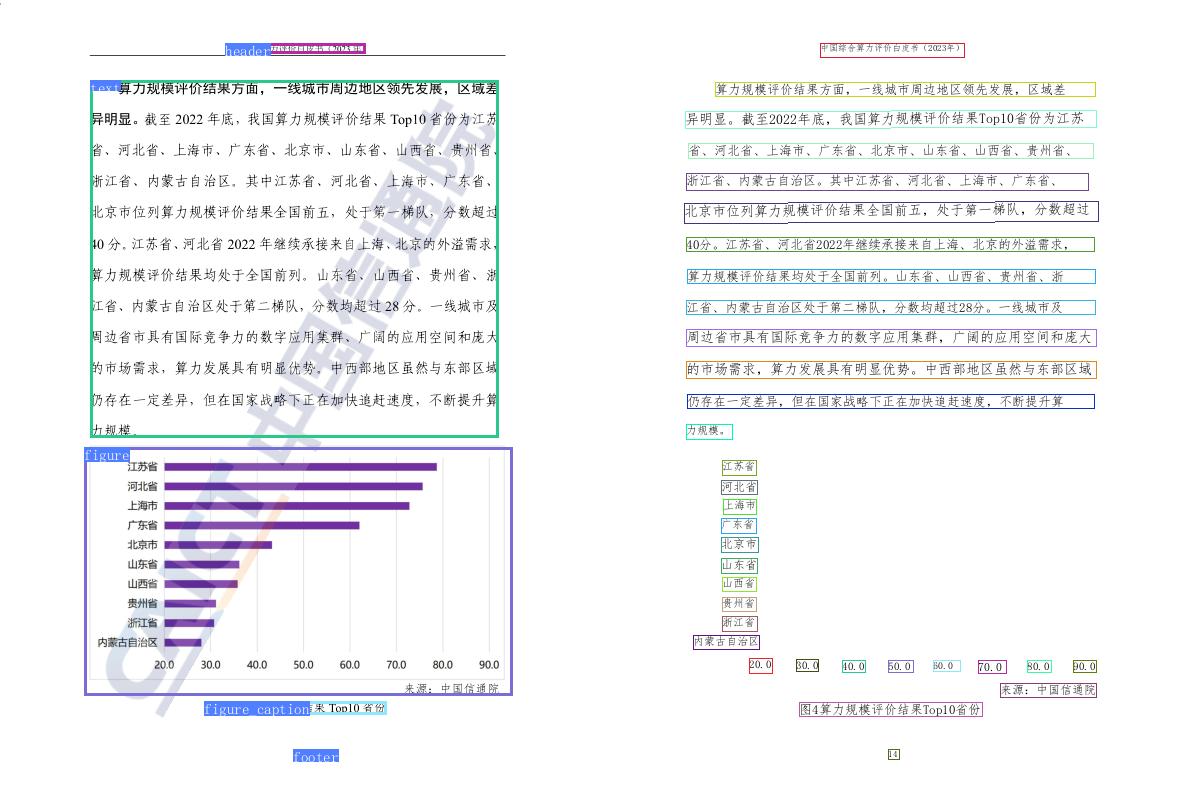 header
价白皮书（2023年
text
算力规模评价结果方面，一线城市周边地区领先发展，区域差
异明显。截至 2022 年底，我国算力规模评价结果 Top10 省份为江苏
省、河北省、上海市、广东省、北京市、山东省、山西省、贵州省、
浙江省、内蒙古自治区。其中江苏省、河北省、上海市、广东省、
北京市位列算力规模评价结果全国前五，处于第一梯队，分数超过
40 分。江苏省、河北省 2022 年继续承接来自上海、北京的外溢需求，
算力规模评价结果均处于全国前列。山东省、山西省、贵州省、浙
江省、内蒙古自治区处于第二梯队，分数均超过 28 分。一线城市及
周边省市具有国际竞争力的数字应用集群、广阔的应用空间和庞大
的市场需求，算力发展具有明显优势。中西部地区虽然与东部区域
仍存在一定差异，但在国家战略下正在加快追赶速度，不断提升算
力规模。
figure
江苏省
河北省
上海市
广东省
北京市
山东省
山西省
贵州省
浙江省
内蒙古自治区
20.0 30.0 40.0 50.0 60.0 70.0 80.0 90.0
来源：中国信通院
figure_caption
果 Top10 省份
footer
CAICT 中国信通院
中国综合算力评价白皮书（2023年）
算力规模评价结果方面，一线城市周边地区领先发展，区域差
异明显。截至2022年底，我国算力规模评价结果Top10省份为江苏
省、河北省、上海市、广东省、北京市、山东省、山西省、贵州省、
浙江省、内蒙古自治区。其中江苏省、河北省、上海市、广东省、
北京市位列算力规模评价结果全国前五，处于第一梯队，分数超过
40分。江苏省、河北省2022年继续承接来自上海、北京的外溢需求，
算力规模评价结果均处于全国前列。山东省、山西省、贵州省、浙
江省、内蒙古自治区处于第二梯队，分数均超过28分。一线城市及
周边省市具有国际竞争力的数字应用集群，广阔的应用空间和庞大
的市场需求，算力发展具有明显优势。中西部地区虽然与东部区域
仍存在一定差异，但在国家战略下正在加快追赶速度，不断提升算
力规模。
江苏省
河北省
上海市
广东省
北京市
山东省
山西省
贵州省
浙江省
内蒙古自治区
20.0 30.0 40.0 50.0 60.0 70.0 80.0 90.0
来源：中国信通院
图4算力规模评价结果Top10省份
14